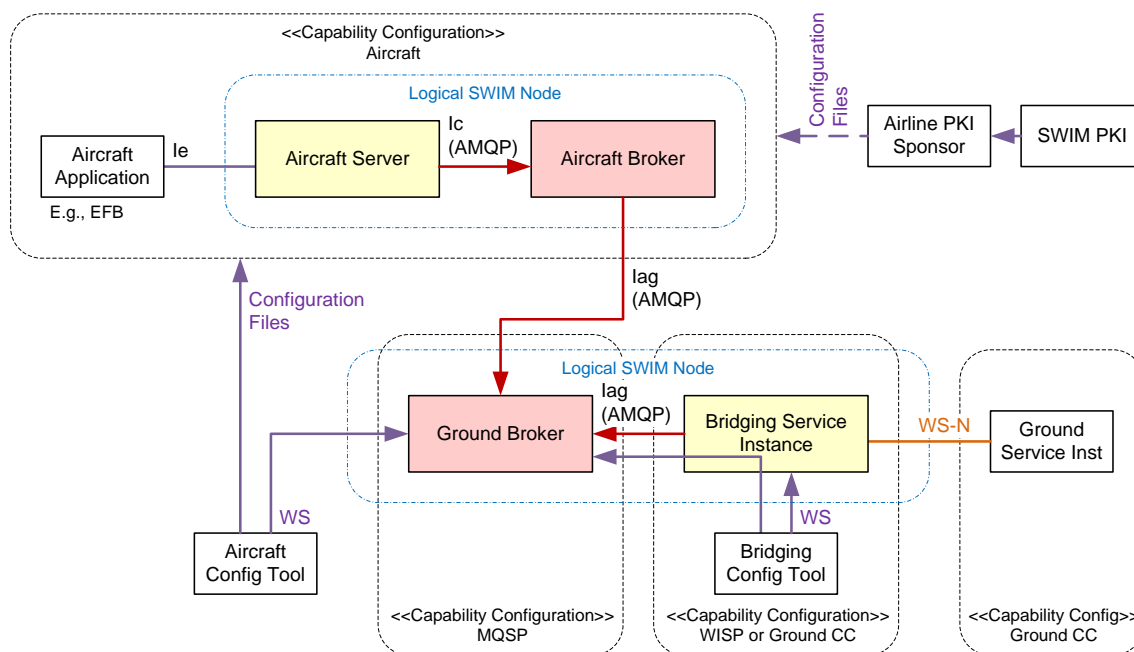 <<Capability Configuration>>
Aircraft
Logical SWIM Node
Aircraft
Application
E.g., EFB
Ie
Aircraft Server
Ic
(AMQP)
Aircraft Broker
Configuration
Files
Airline PKI
Sponsor
SWIM PKI
Configuration
Files
Iag
(AMQP)
Logical SWIM Node
Ground Broker
Iag
(AMQP)
Bridging Service
Instance
WS-N
Ground
Service Inst
WS
Aircraft
Config Tool
WS
Bridging
Config Tool
<<Capability Configuration>>
MQSP
<<Capability Configuration>>
WISP or Ground CC
<<Capability Config>>
Ground CC